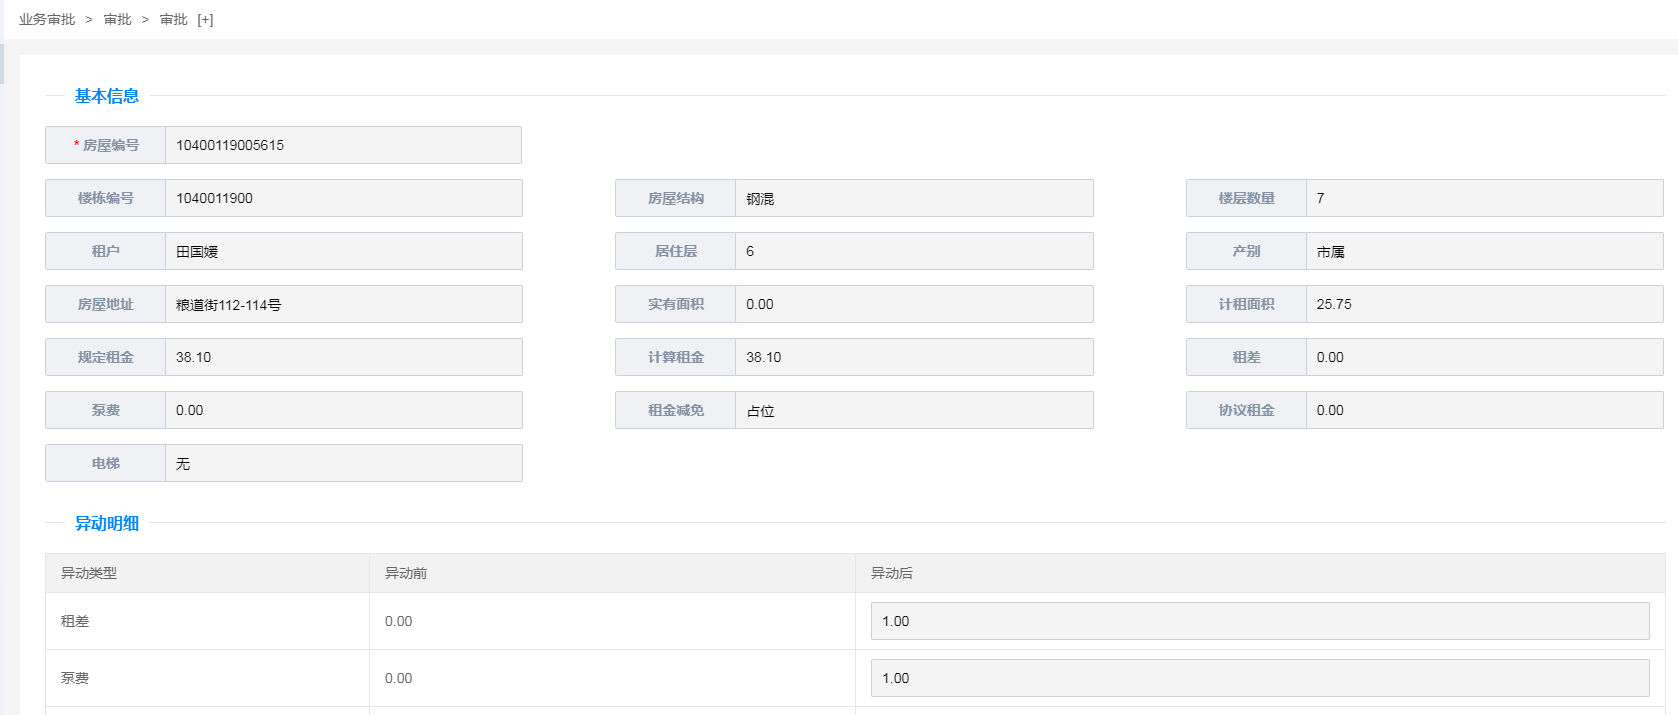 业务审批 > 审批 > 审批 [+]
基本信息
* 房屋编号 10400119005615
楼栋编号 1040011900 房屋结构 钢混 楼层数量 7
租户 田国媛 居住层 6 产别 市属
房屋地址 粮道街112-114号 实有面积 0.00 计租面积 25.75
规定租金 38.10 计算租金 38.10 租差 0.00
泵费 0.00 租金减免 占位 协议租金 0.00
电梯 无
异动明细
异动类型 异动前 异动后
租差 0.00 1.00
泵费 0.00 1.00